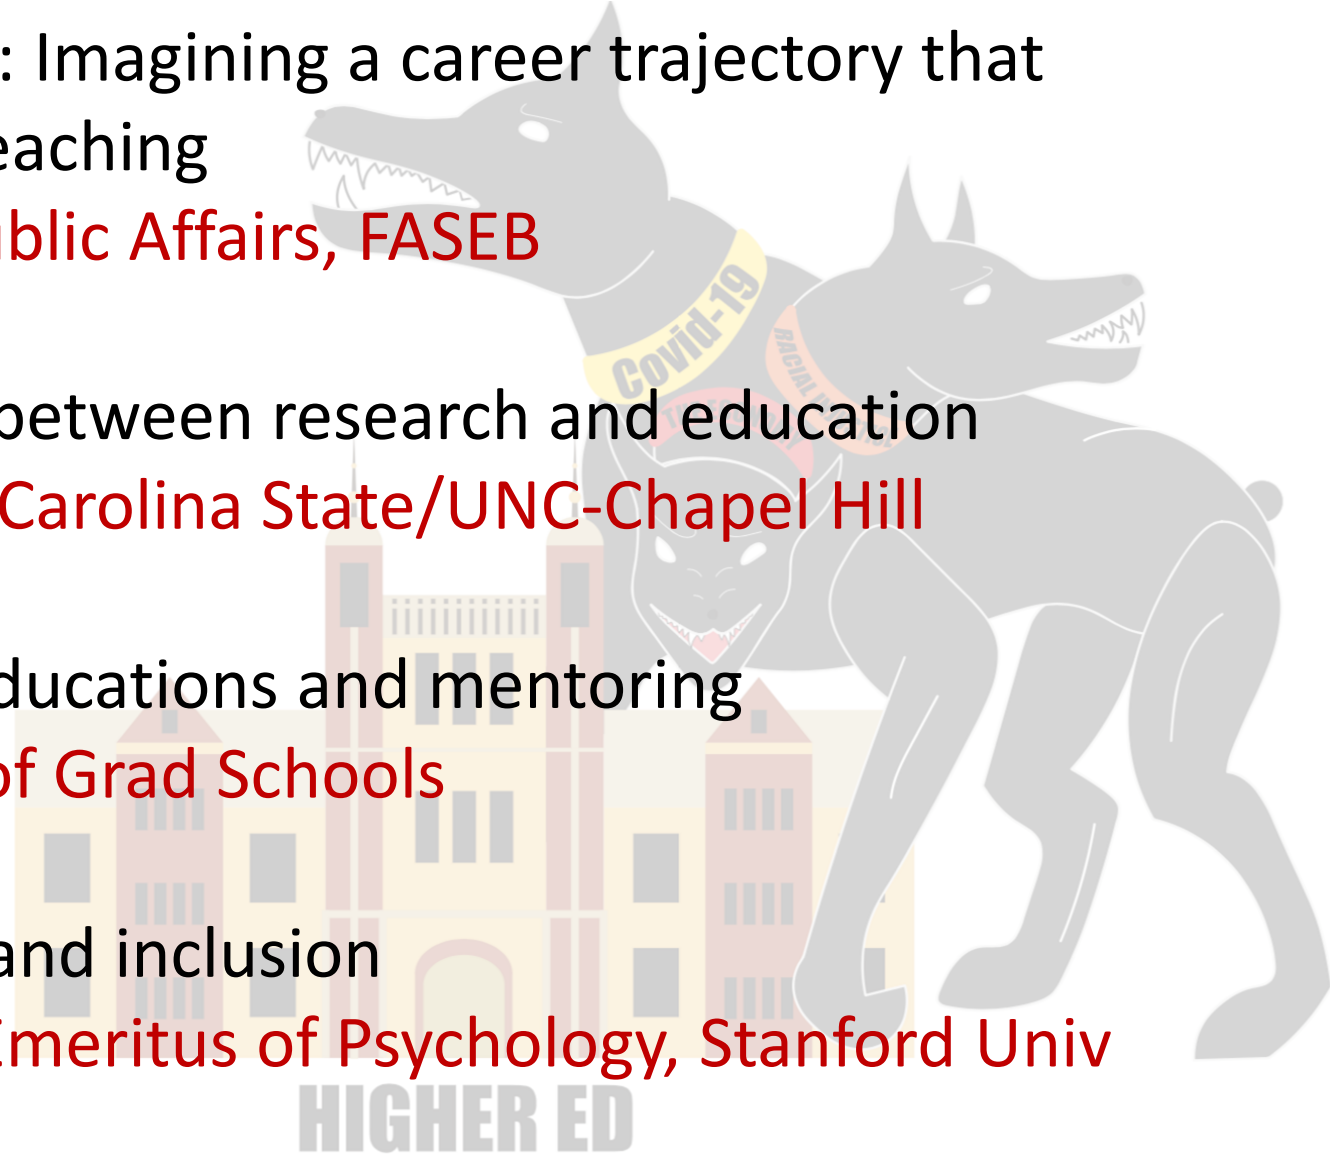 : Imagining a career trajectory that
eaching
ublic Affairs, FASEB
Covid-19
RACIAL
between research and education
Carolina State/UNC-Chapel Hill
ducations and mentoring
of Grad Schools
and inclusion
Emeritus of Psychology, Stanford Univ
HIGHER ED